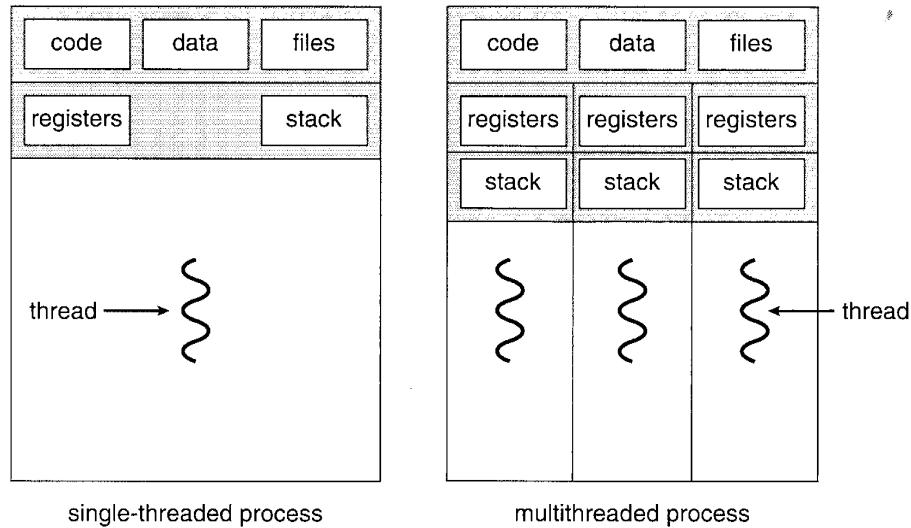 code data files
registers stack
thread
single-threaded process
code data files
registers registers registers
stack stack stack
thread
multithreaded process